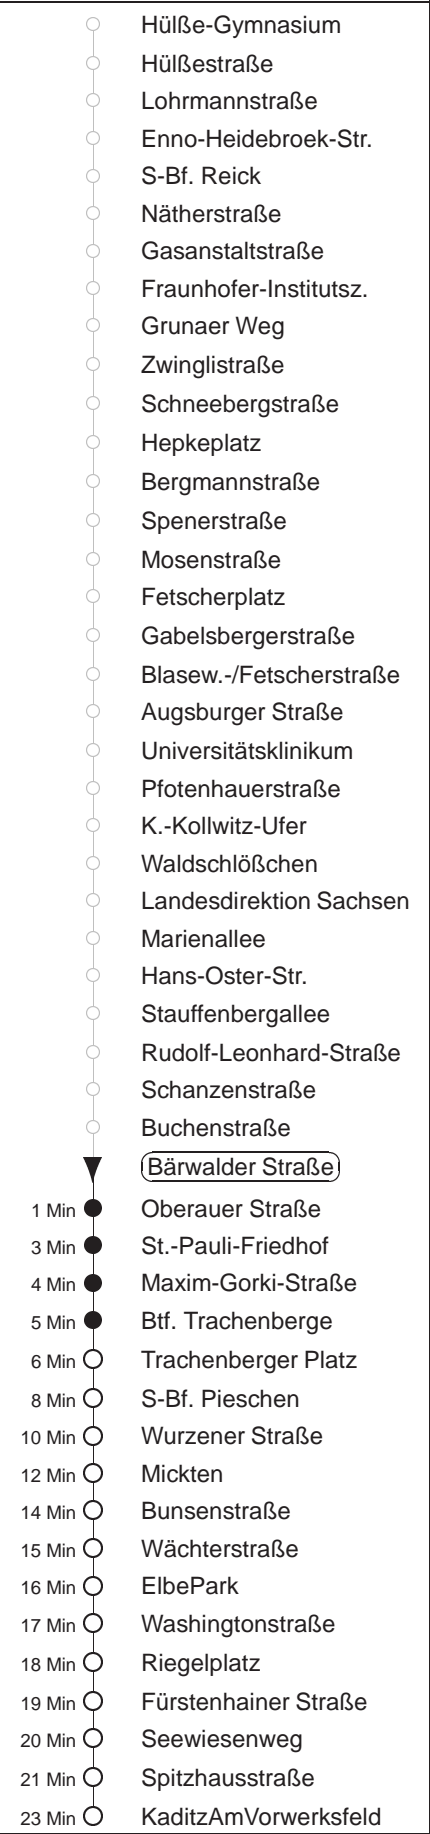 Hülße-Gymnasium
Hülßestraße
Lohrmannstraße
Enno-Heidebroek-Str.
S-Bf. Reick
Nätherstraße
Gasanstaltstraße
Fraunhofer-Institutsz.
Grunaer Weg
Zwinglistraße
Schneebergstraße
Hepkeplatz
Bergmannstraße
Spenerstraße
Mosenstraße
Fetscherplatz
Gabelsbergerstraße
Blasew.-/Fetscherstraße
Augsburger Straße
Universitätsklinikum
Pfotenhauerstraße
K.-Kollwitz-Ufer
Waldschlößchen
Landesdirektion Sachsen
Marienallee
Hans-Oster-Str.
Stauffenbergallee
Rudolf-Leonhard-Straße
Schanzenstraße
Buchenstraße
Bärwalder Straße
1 Min Oberauer Straße
3 Min St.-Pauli-Friedhof
4 Min Maxim-Gorki-Straße
5 Min Btf. Trachenberge
6 Min Trachenberger Platz
8 Min S-Bf. Pieschen
10 Min Wurzener Straße
12 Min Mickten
14 Min Bunsenstraße
15 Min Wächterstraße
16 Min ElbePark
17 Min Washingtonstraße
18 Min Riegelplatz
19 Min Fürstenhainer Straße
20 Min Seewiesenweg
21 Min Spitzhausstraße
23 Min KaditzAmVorwerksfeld